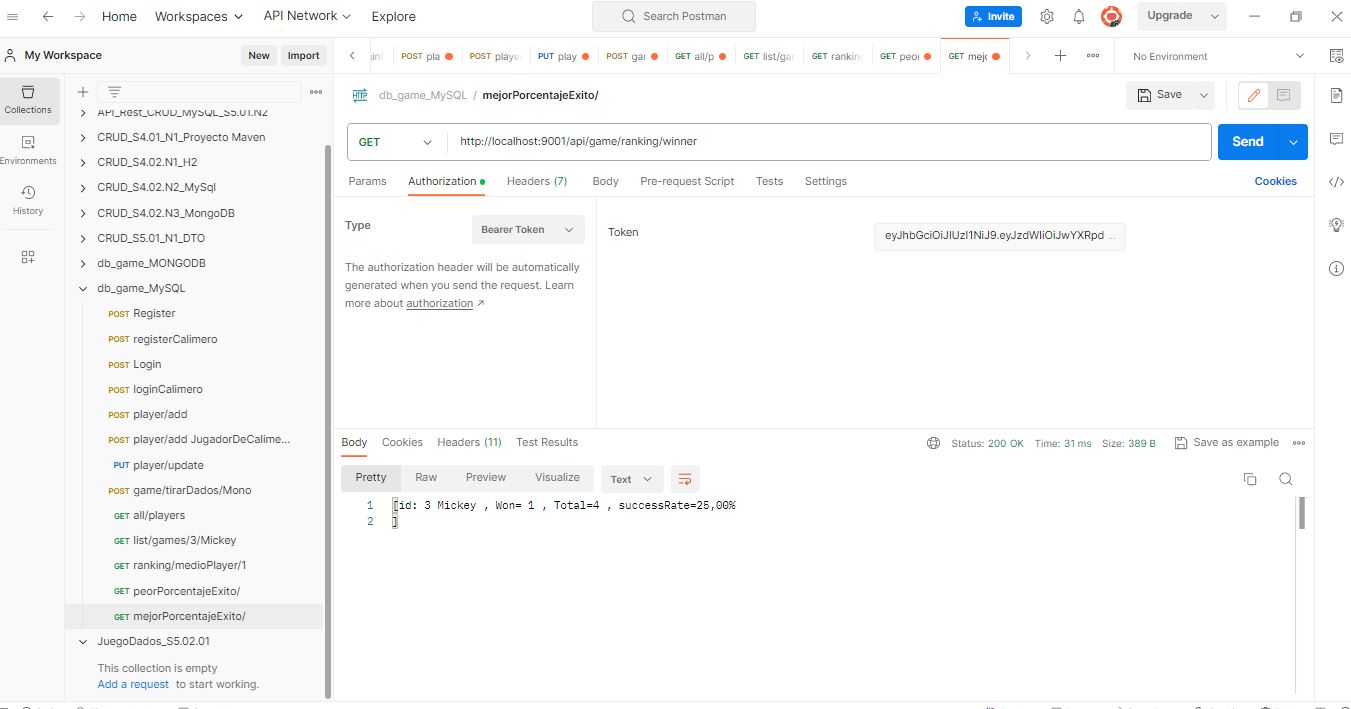 Home Workspaces API Network Explore Search Postman Invite Upgrade
My Workspace New Import
POST pla POST playe PUT play POST ga GET all/p GET list/ga GET ranking GET peo GET mej No Environment
Collections
Environments
History
API_Rest_CRUD_MySQL_S5.01.N2
CRUD_S4.01_N1_Proyecto Maven
CRUD_S4.02.N1_H2
CRUD_S4.02.N2_MySql
CRUD_S4.02.N3_MongoDB
CRUD_S5.01_N1_DTO
db_game_MONGODB
db_game_MySQL
POST Register
POST registerCalimero
POST Login
POST loginCalimero
POST player/add
POST player/add JugadorDeCalime...
PUT player/update
POST game/tirarDados/Mono
GET all/players
GET list/games/3/Mickey
GET ranking/medioPlayer/1
GET peorPorcentajeExito/
GET mejorPorcentajeExito/
JuegoDados_S5.02.01
This collection is empty
Add a request to start working.
HTTP db_game_MySQL / mejorPorcentajeExito/ Save
GET http://localhost:9001/api/game/ranking/winner Send
Params Authorization Headers (7) Body Pre-request Script Tests Settings Cookies
Type Bearer Token
The authorization header will be automatically
generated when you send the request. Learn
more about authorization ↗
Token eyJhbGciOiJIUzI1NiJ9.eyJzdWIiOiJwYXRpd ...
Body Cookies Headers (11) Test Results Status: 200 OK Time: 31 ms Size: 389 B Save as example
Pretty Raw Preview Visualize Text
1 [id: 3 Mickey , Won= 1 , Total=4 , successRate=25,00%
2 ]